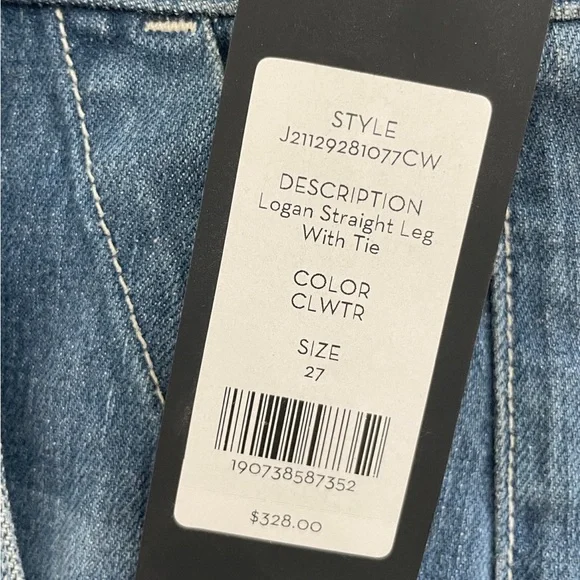 STYLE
J21129281077CW
DESCRIPTION
Logan Straight Leg
With Tie
COLOR
CLWTR
SIZE
27
190738587352
$328.00